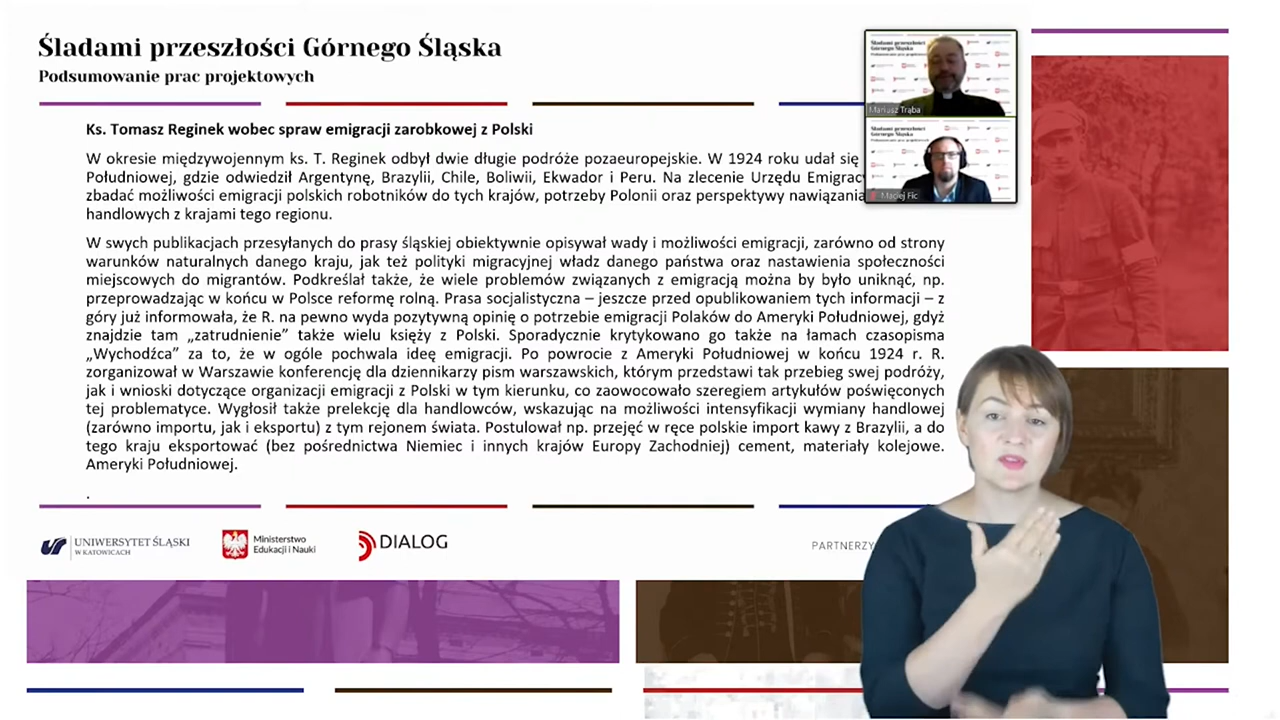 Śladami przeszłości Górnego Śląska
Podsumowanie prac projektowych
Mariusz Trąba
Maciej Fic
Ks. Tomasz Reginek wobec spraw emigracji zarobkowej z Polski
W okresie międzywojennym ks. T. Reginek odbył dwie długie podróże pozaeuropejskie. W 1924 roku udał się
Południowej, gdzie odwiedził Argentynę, Brazylii, Chile, Boliwii, Ekwador i Peru. Na zlecenie Urzędu
zbadać możliwości emigracji polskich robotników do tych krajów, potrzeby Polonii oraz perspektywy nawiązania
handlowych z krajami tego regionu.
W swych publikacjach przesyłanych do prasy śląskiej obiektywnie opisywał wady i możliwości emigracji, zarówno od strony
warunków naturalnych danego kraju, jak też polityki migracyjnej władz danego państwa oraz nastawienia społeczności
miejscowych do migrantów. Podkreślał także, że wiele problemów związanych z emigracją można by było uniknąć, np.
przeprowadzając w końcu w Polsce reformę rolną. Prasa socjalistyczna – jeszcze przed opublikowaniem tych informacji – z
góry już informowała, że R. na pewno wyda pozytywną opinię o potrzebie emigracji Polaków do Ameryki Południowej, gdyż
znajdzie tam „zatrudnienie” także wielu księży z Polski. Sporadycznie krytykowano go także na łamach czasopisma
„Wychodźca” za to, że w ogóle pochwala ideę emigracji. Po powrocie z Ameryki Południowej w końcu 1924 r. R.
zorganizował w Warszawie konferencję dla dziennikarzy pism warszawskich, którym przedstawi tak przebieg swej podróży,
jak i wnioski dotyczące organizacji emigracji z Polski w tym kierunku, co zaowocowało szeregiem artykułów poświęconych
tej problematyce. Wygłosił także prelekcję dla handlowców, wskazując na możliwości intensyfikacji wymiany handlowej
(zarówno importu, jak i eksportu) z tym rejonem świata. Postulował np. przejęć w ręce polskie import kawy z Brazylii, a do
tego kraju eksportować (bez pośrednictwa Niemiec i innych krajów Europy Zachodniej) cement, materiały kolejowe.
Ameryki Południowej.
.
UNIWERSYTET ŚLĄSKI
W KATOWICACH
Ministerstwo
Edukacji i Nauki
DIALOG
PARTNERZY